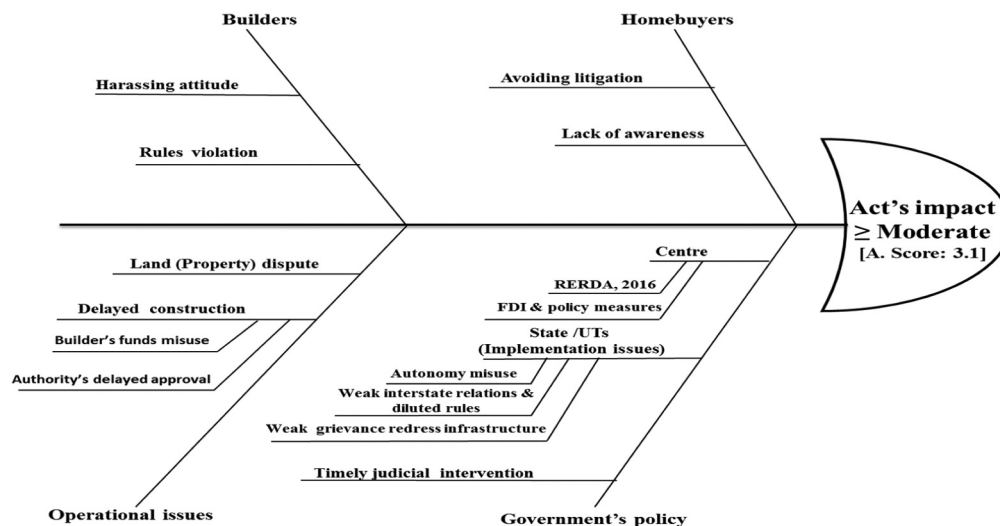 Builders
Homebuyers
Harassing attitude
Avoiding litigation
Rules violation
Lack of awareness
Act's impact
≥ Moderate
[A. Score: 3.1]
Land (Property) dispute
Centre
Delayed construction
RERDA, 2016
Builder's funds misuse
FDI & policy measures
Authority's delayed approval
State /UTs
(Implementation issues)
Autonomy misuse
Weak interstate relations &
diluted rules
Weak grievance redress infrastructure
Timely judicial intervention
Operational issues
Government's policy